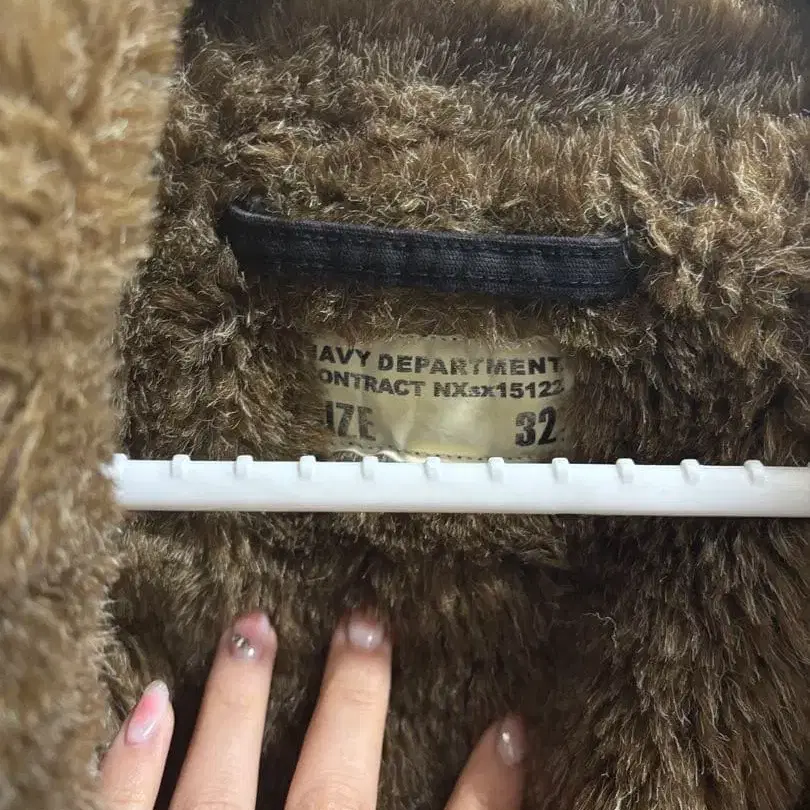 AVY DEPARTMENT
ONTRACT NXsx15122
IZE 32